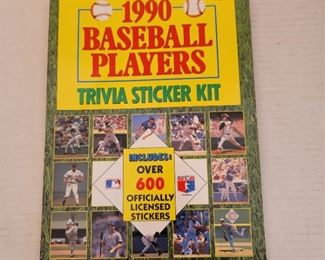 1990
BASEBALL
PLAYERS
TRIVIA STICKER KIT
INCLUDES:
OVER
600
OFFICIALLY
LICENSED
STICKERS